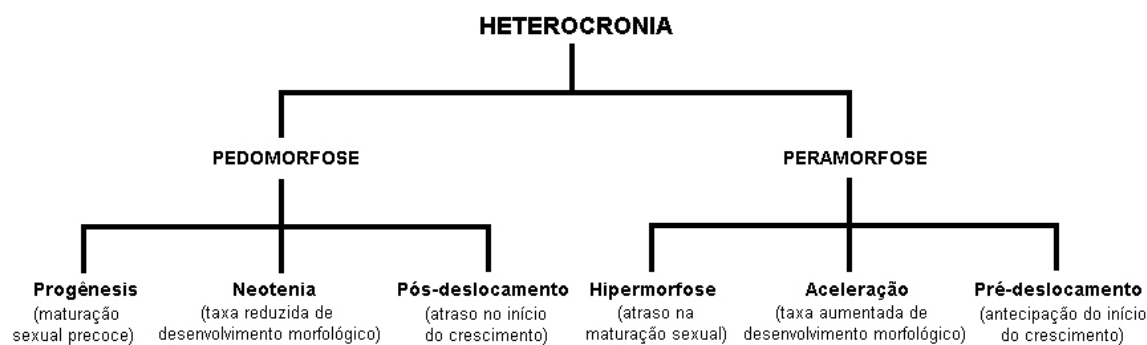 HETEROCRONIA
PEDOMORFOSE
PERAMORFOSE
Progênesis
(maturação
sexual precoce)
Neotenia
(taxa reduzida de
desenvolvimento morfológico)
Pós-deslocamento
(atraso no início
do crescimento)
Hipermorfose
(atraso na
maturação sexual)
Aceleração
(taxa aumentada de
desenvolvimento morfológico)
Pré-deslocamento
(antecipação do início
do crescimento)